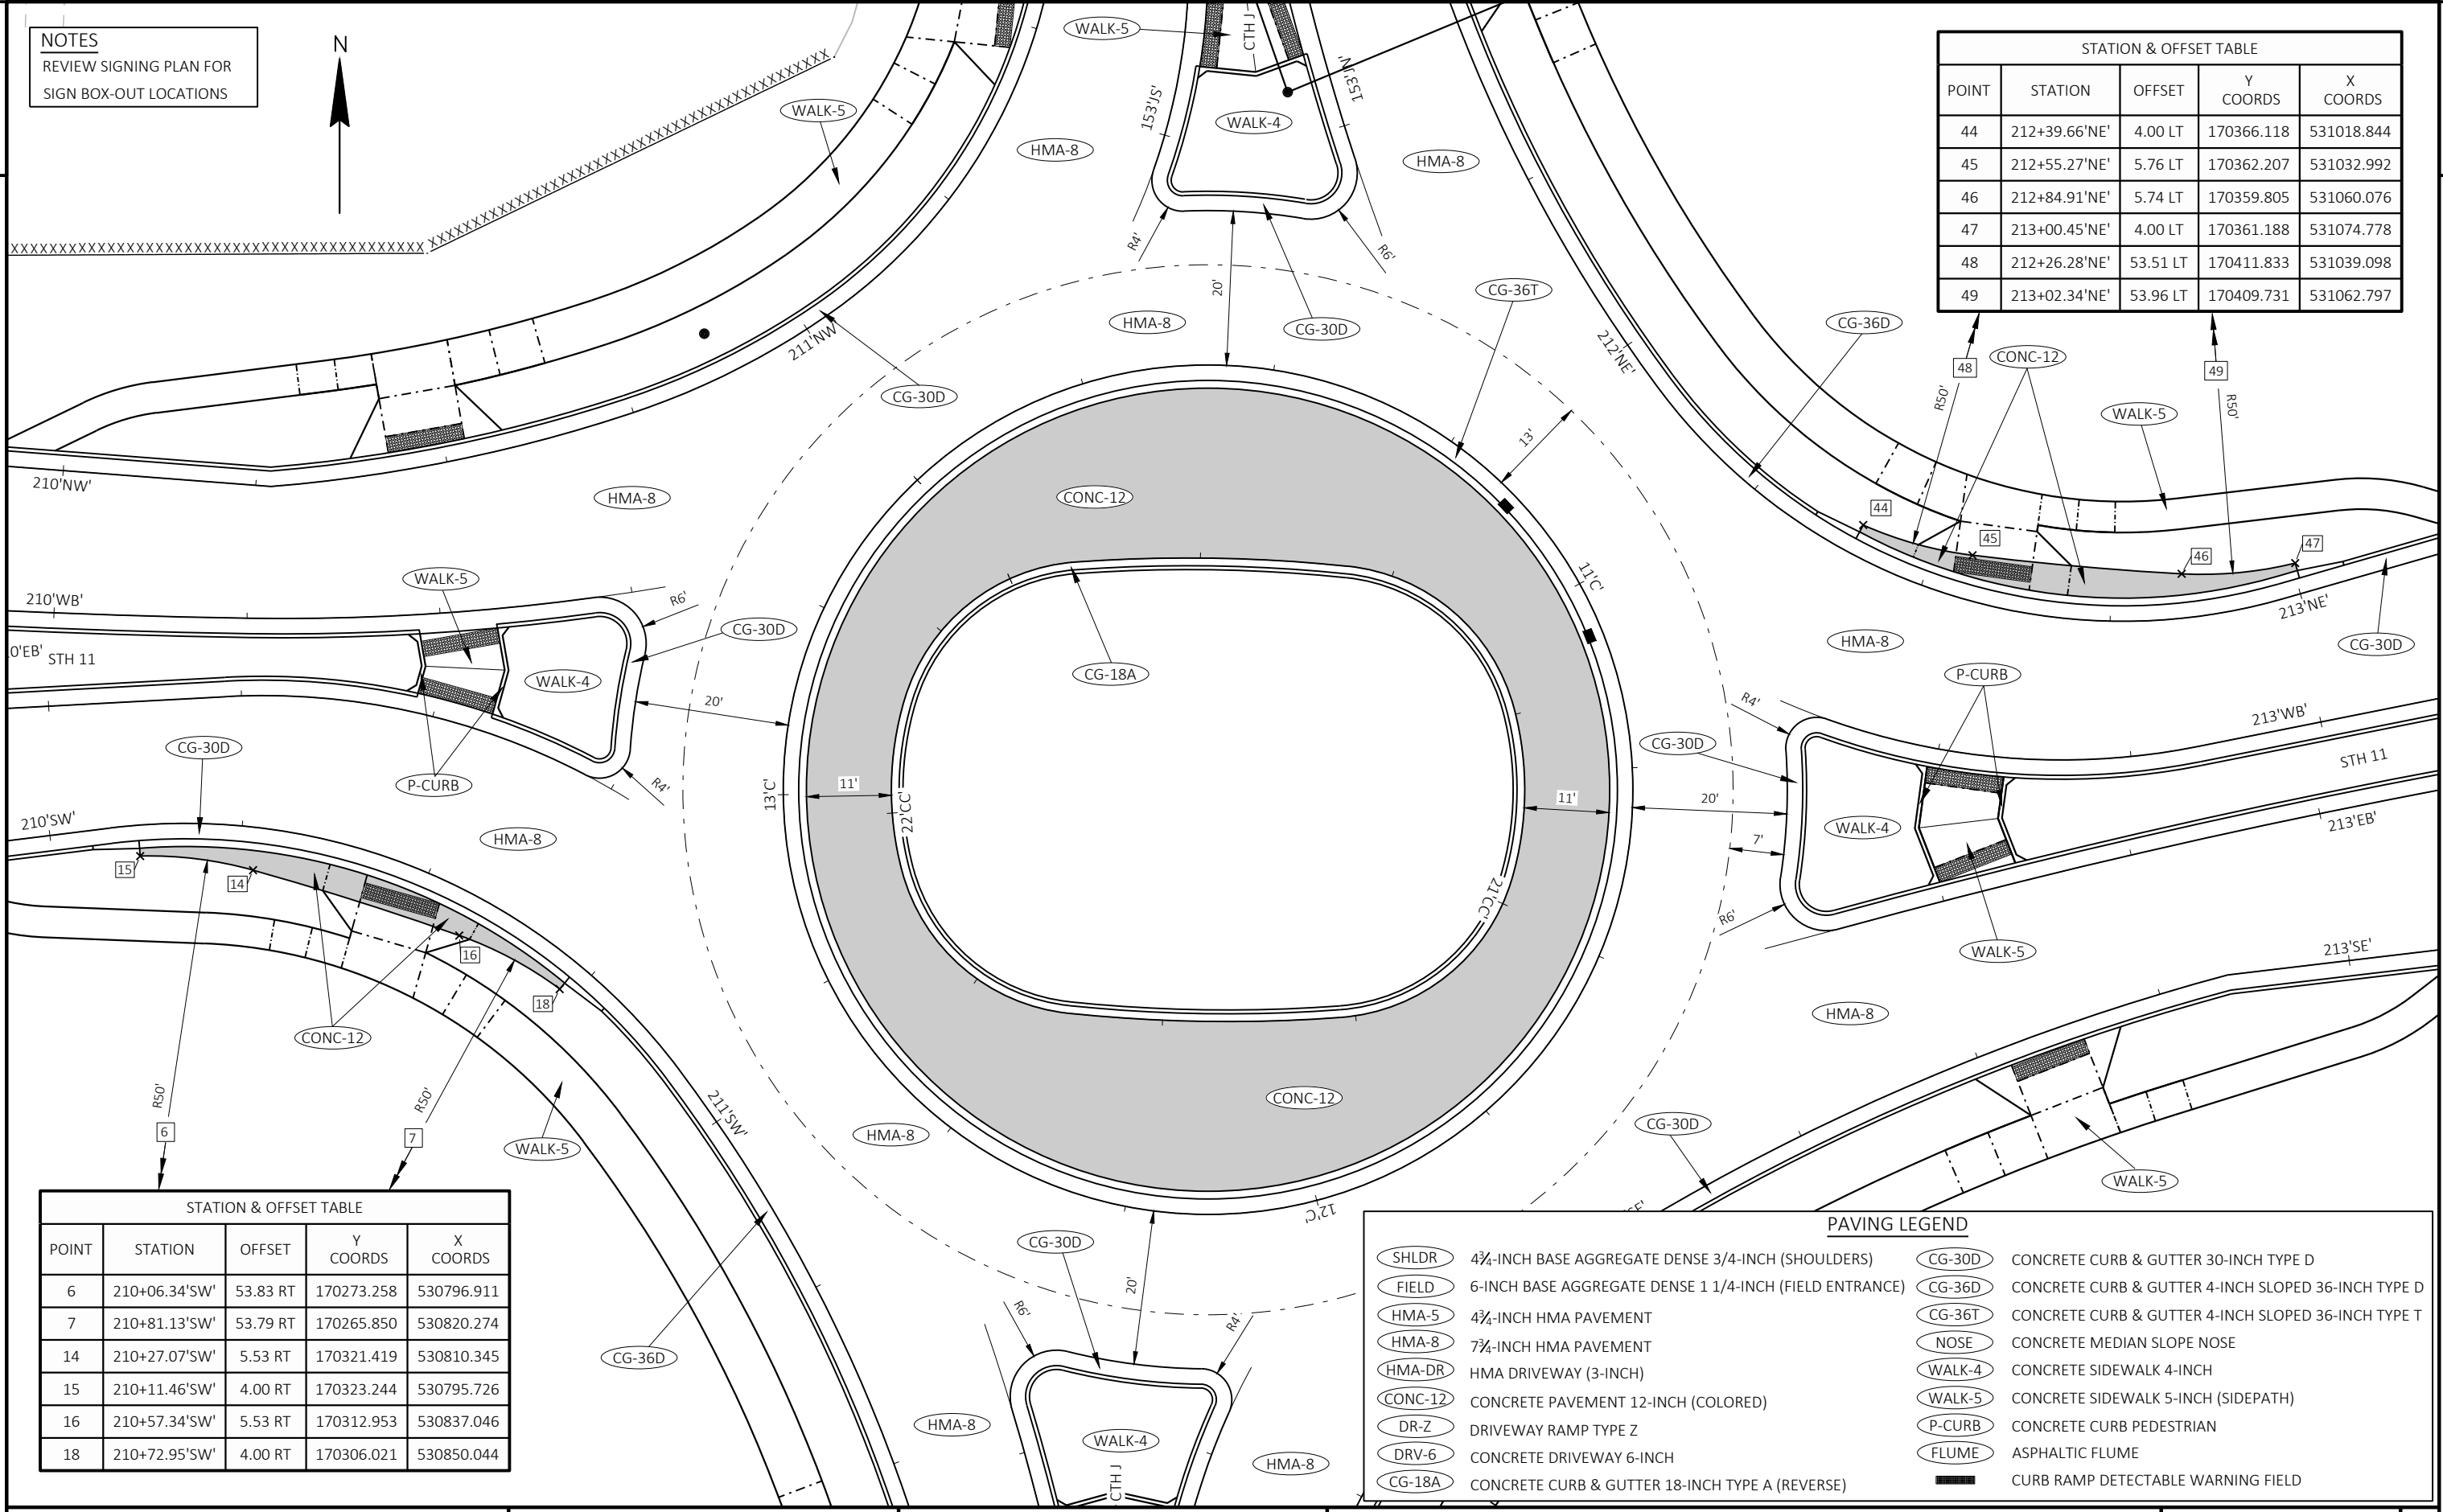 NOTES
REVIEW SIGNING PLAN FOR
SIGN BOX-OUT LOCATIONS
N
WALK-5
CTH J
153'JS'
153'JN'
WALK-4
WALK-5
HMA-8
HMA-8
R4'
R6'
20'
HMA-8
CG-30D
CG-36T
211'NW'
CG-30D
212'NE'
13'
CG-36D
STATION & OFFSET TABLE
POINT STATION OFFSET Y COORDS X COORDS
44 212+39.66'NE' 4.00 LT 170366.118 531018.844
45 212+55.27'NE' 5.76 LT 170362.207 531032.992
46 212+84.91'NE' 5.74 LT 170359.805 531060.076
47 213+00.45'NE' 4.00 LT 170361.188 531074.778
48 212+26.28'NE' 53.51 LT 170411.833 531039.098
49 213+02.34'NE' 53.96 LT 170409.731 531062.797
CONC-12
48
49
R50'
R50'
WALK-5
44
45
46
47
213'NE'
CG-30D
210'NW'
HMA-8
CONC-12
11'C'
HMA-8
210'WB'
WALK-5
R6'
CG-30D
0'EB'
STH 11
WALK-4
CG-18A
P-CURB
R4'
213'WB'
20'
CG-30D
STH 11
CG-30D
P-CURB
R4'
13'C'
11'
22'CC'
11'
20'
7'
WALK-4
213'EB'
210'SW'
HMA-8
15
14
16
18
21'CC'
R6'
WALK-5
213'SE'
CONC-12
HMA-8
R50'
R50'
6
7
WALK-5
211'SW'
HMA-8
CONC-12
CG-30D
WALK-5
12'C'
SE'
STATION & OFFSET TABLE
POINT STATION OFFSET Y COORDS X COORDS
6 210+06.34'SW' 53.83 RT 170273.258 530796.911
7 210+81.13'SW' 53.79 RT 170265.850 530820.274
14 210+27.07'SW' 5.53 RT 170321.419 530810.345
15 210+11.46'SW' 4.00 RT 170323.244 530795.726
16 210+57.34'SW' 5.53 RT 170312.953 530837.046
18 210+72.95'SW' 4.00 RT 170306.021 530850.044
CG-36D
CG-30D
20'
R6'
R4'
HMA-8
WALK-4
CTH J
HMA-8
PAVING LEGEND
SHLDR 4¾-INCH BASE AGGREGATE DENSE 3/4-INCH (SHOULDERS)
FIELD 6-INCH BASE AGGREGATE DENSE 1 1/4-INCH (FIELD ENTRANCE)
HMA-5 4¾-INCH HMA PAVEMENT
HMA-8 7¾-INCH HMA PAVEMENT
HMA-DR HMA DRIVEWAY (3-INCH)
CONC-12 CONCRETE PAVEMENT 12-INCH (COLORED)
DR-Z DRIVEWAY RAMP TYPE Z
DRV-6 CONCRETE DRIVEWAY 6-INCH
CG-18A CONCRETE CURB & GUTTER 18-INCH TYPE A (REVERSE)
CG-30D CONCRETE CURB & GUTTER 30-INCH TYPE D
CG-36D CONCRETE CURB & GUTTER 4-INCH SLOPED 36-INCH TYPE D
CG-36T CONCRETE CURB & GUTTER 4-INCH SLOPED 36-INCH TYPE T
NOSE CONCRETE MEDIAN SLOPE NOSE
WALK-4 CONCRETE SIDEWALK 4-INCH
WALK-5 CONCRETE SIDEWALK 5-INCH (SIDEPATH)
P-CURB CONCRETE CURB PEDESTRIAN
FLUME ASPHALTIC FLUME
CURB RAMP DETECTABLE WARNING FIELD